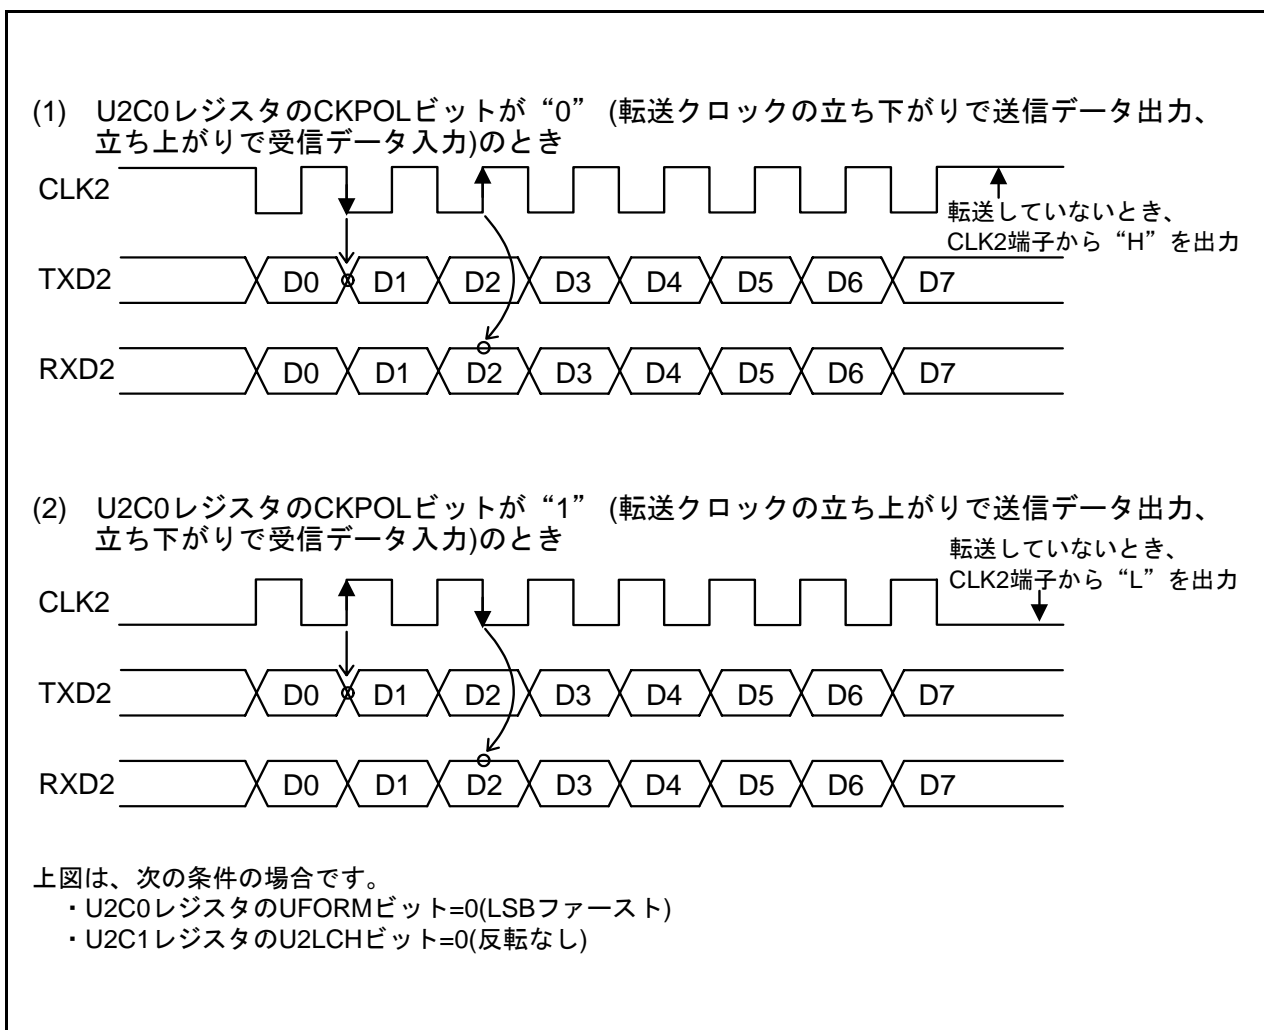 (1) U2C0レジスタのCKPOLビットが“0” (転送クロックの立ち下がりで送信データ出力、
立ち上がりで受信データ入力)のとき
CLK2
転送していないとき、
CLK2端子から“H”を出力
TXD2 D0 D1 D2 D3 D4 D5 D6 D7
RXD2 D0 D1 D2 D3 D4 D5 D6 D7
(2) U2C0レジスタのCKPOLビットが“1” (転送クロックの立ち上がりで送信データ出力、
立ち下がりで受信データ入力)のとき
転送していないとき、
CLK2端子から“L”を出力
CLK2
TXD2 D0 D1 D2 D3 D4 D5 D6 D7
RXD2 D0 D1 D2 D3 D4 D5 D6 D7
上図は、次の条件の場合です。
・U2C0レジスタのUFORMビット=0(LSBファースト)
・U2C1レジスタのU2LCHビット=0(反転なし)